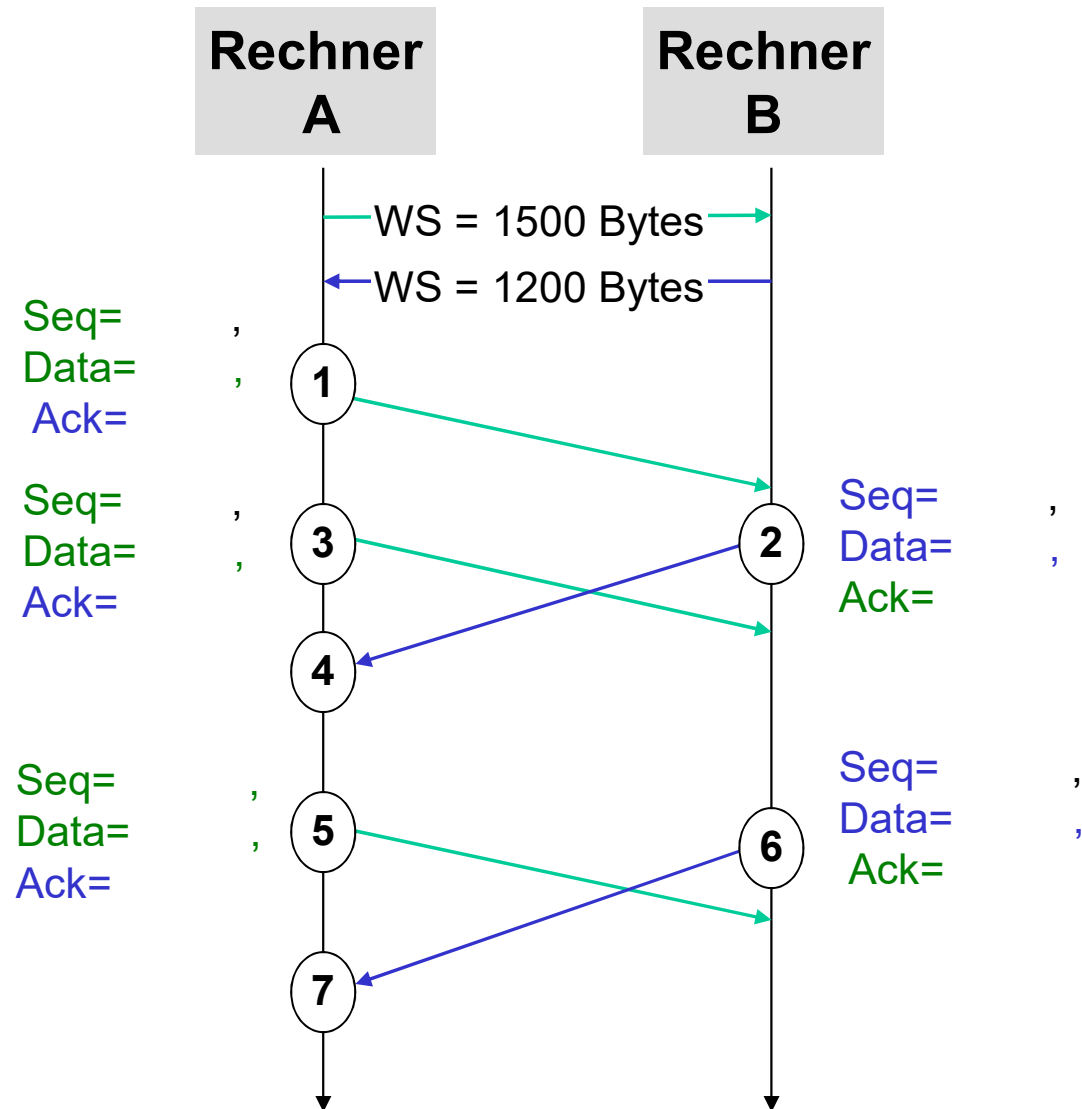 Rechner
A
Rechner
B
WS = 1500 Bytes
WS = 1200 Bytes
Seq= ,
Data= ,
Ack=
1
Seq= ,
Data= ,
Ack=
3
Seq= ,
Data= ,
Ack=
2
4
Seq= ,
Data= ,
Ack=
5
Seq= ,
Data= ,
Ack=
6
7